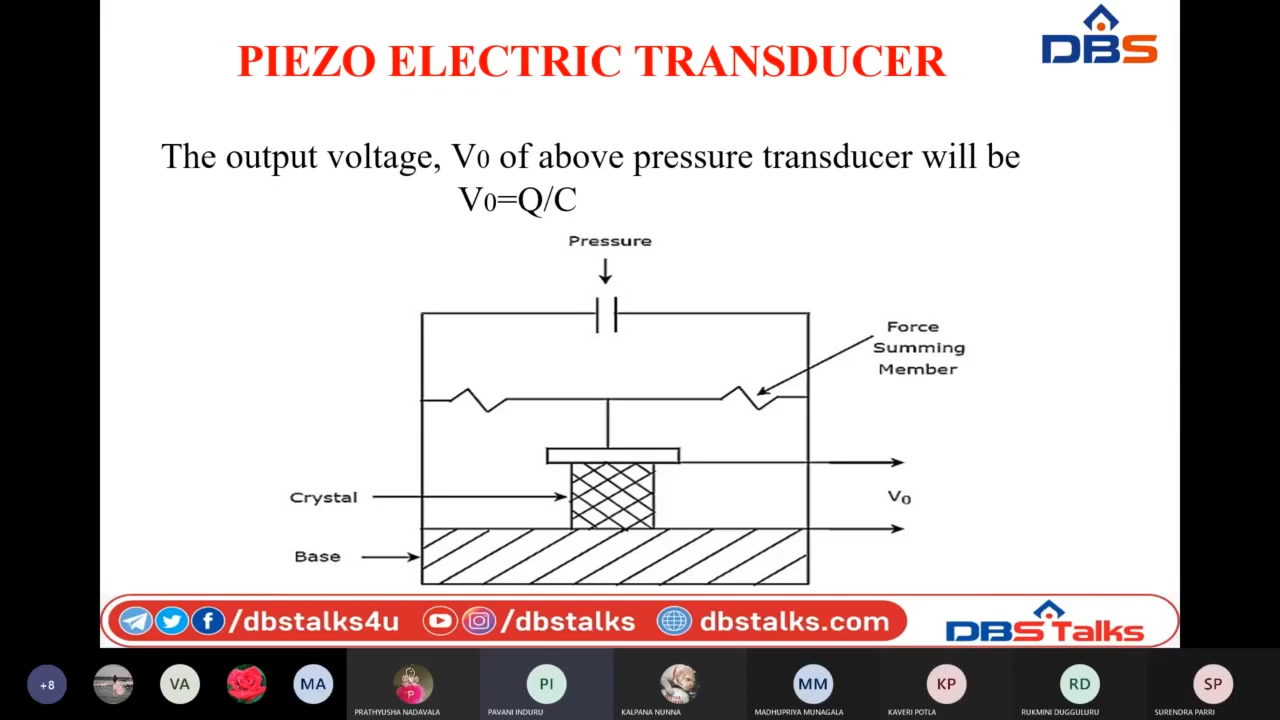 DBS
PIEZO ELECTRIC TRANSDUCER
The output voltage, V0 of above pressure transducer will be
V0=Q/C
Pressure
Force
Summing
Member
Crystal
V0
Base
/dbstalks4u
/dbstalks
dbstalks.com
DBS Talks
+8
VA
MA
P
PRATHYUSHA NADAVALA
PI
PAVANI INDURU
KALPANA NUNNA
MM
MADHUPRIYA MUNAGALA
KP
KAVERI POTLA
RD
RUKMINI DUGGULURU
SP
SURENDRA PARRI